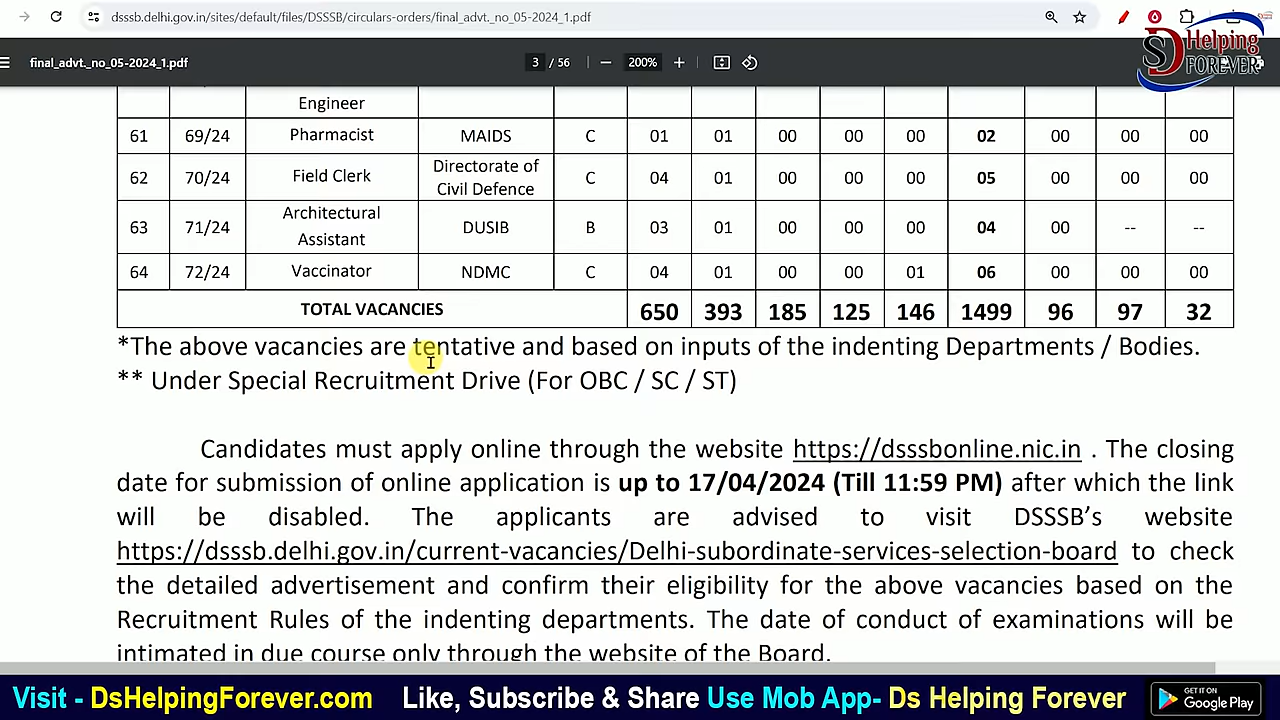 dsssb.delhi.gov.in/sites/default/files/DSSSB/circulars-orders/final_advt._no_05-2024_1.pdf
DS Helping FOREVER
final_advt._no_05-2024_1.pdf 3 / 56 — 200% +
Engineer
61 69/24 Pharmacist MAIDS C 01 01 00 00 00 02 00 00 00
62 70/24 Field Clerk Directorate of Civil Defence C 04 01 00 00 00 05 00 00 00
63 71/24 Architectural Assistant DUSIB B 03 01 00 00 00 04 00 -- --
64 72/24 Vaccinator NDMC C 04 01 00 00 01 06 00 00 00
TOTAL VACANCIES 650 393 185 125 146 1499 96 97 32
*The above vacancies are tentative and based on inputs of the indenting Departments / Bodies.
** Under Special Recruitment Drive (For OBC / SC / ST)
Candidates must apply online through the website https://dsssbonline.nic.in . The closing
date for submission of online application is up to 17/04/2024 (Till 11:59 PM) after which the link
will be disabled. The applicants are advised to visit DSSSB’s website
https://dsssb.delhi.gov.in/current-vacancies/Delhi-subordinate-services-selection-board to check
the detailed advertisement and confirm their eligibility for the above vacancies based on the
Recruitment Rules of the indenting departments. The date of conduct of examinations will be
intimated in due course only through the website of the Board.
Visit - DsHelpingForever.com Like, Subscribe & Share Use Mob App- Ds Helping Forever GET IT ON Google Play